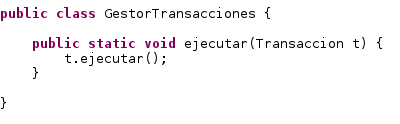 public class GestorTransacciones {
public static void ejecutar(Transaccion t) {
t.ejecutar();
}
}